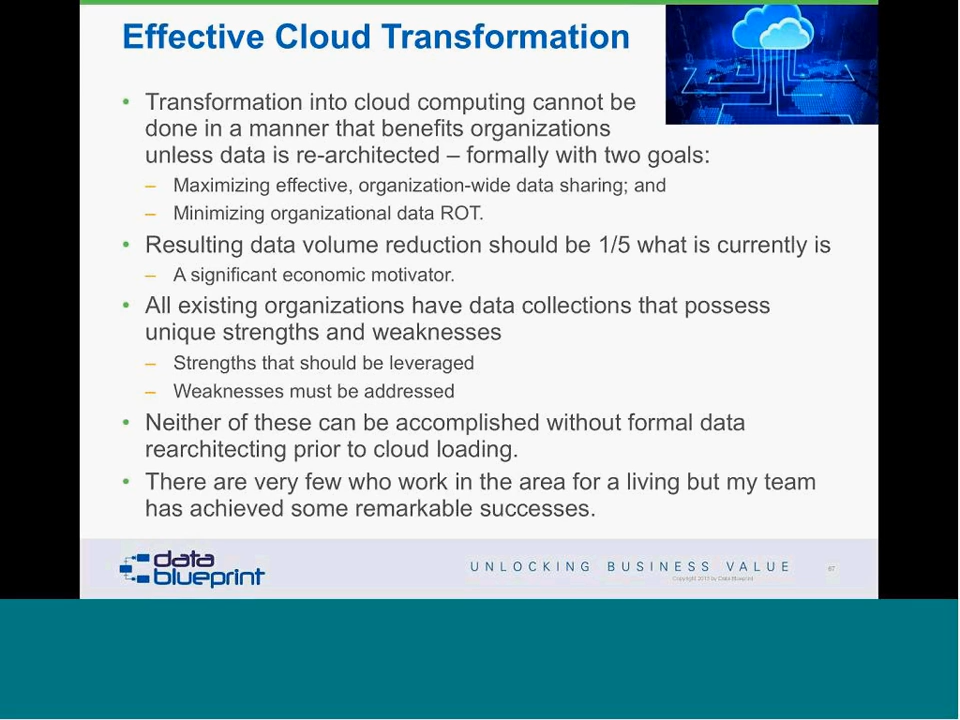 Effective Cloud Transformation
• Transformation into cloud computing cannot be
done in a manner that benefits organizations
unless data is re-architected – formally with two goals:
– Maximizing effective, organization-wide data sharing; and
– Minimizing organizational data ROT.
• Resulting data volume reduction should be 1/5 what is currently is
– A significant economic motivator.
• All existing organizations have data collections that possess
unique strengths and weaknesses
– Strengths that should be leveraged
– Weaknesses must be addressed
• Neither of these can be accomplished without formal data
rearchitecting prior to cloud loading.
• There are very few who work in the area for a living but my team
has achieved some remarkable successes.
data
blueprint
UNLOCKING BUSINESS VALUE
Copyright by Data Blueprint
67